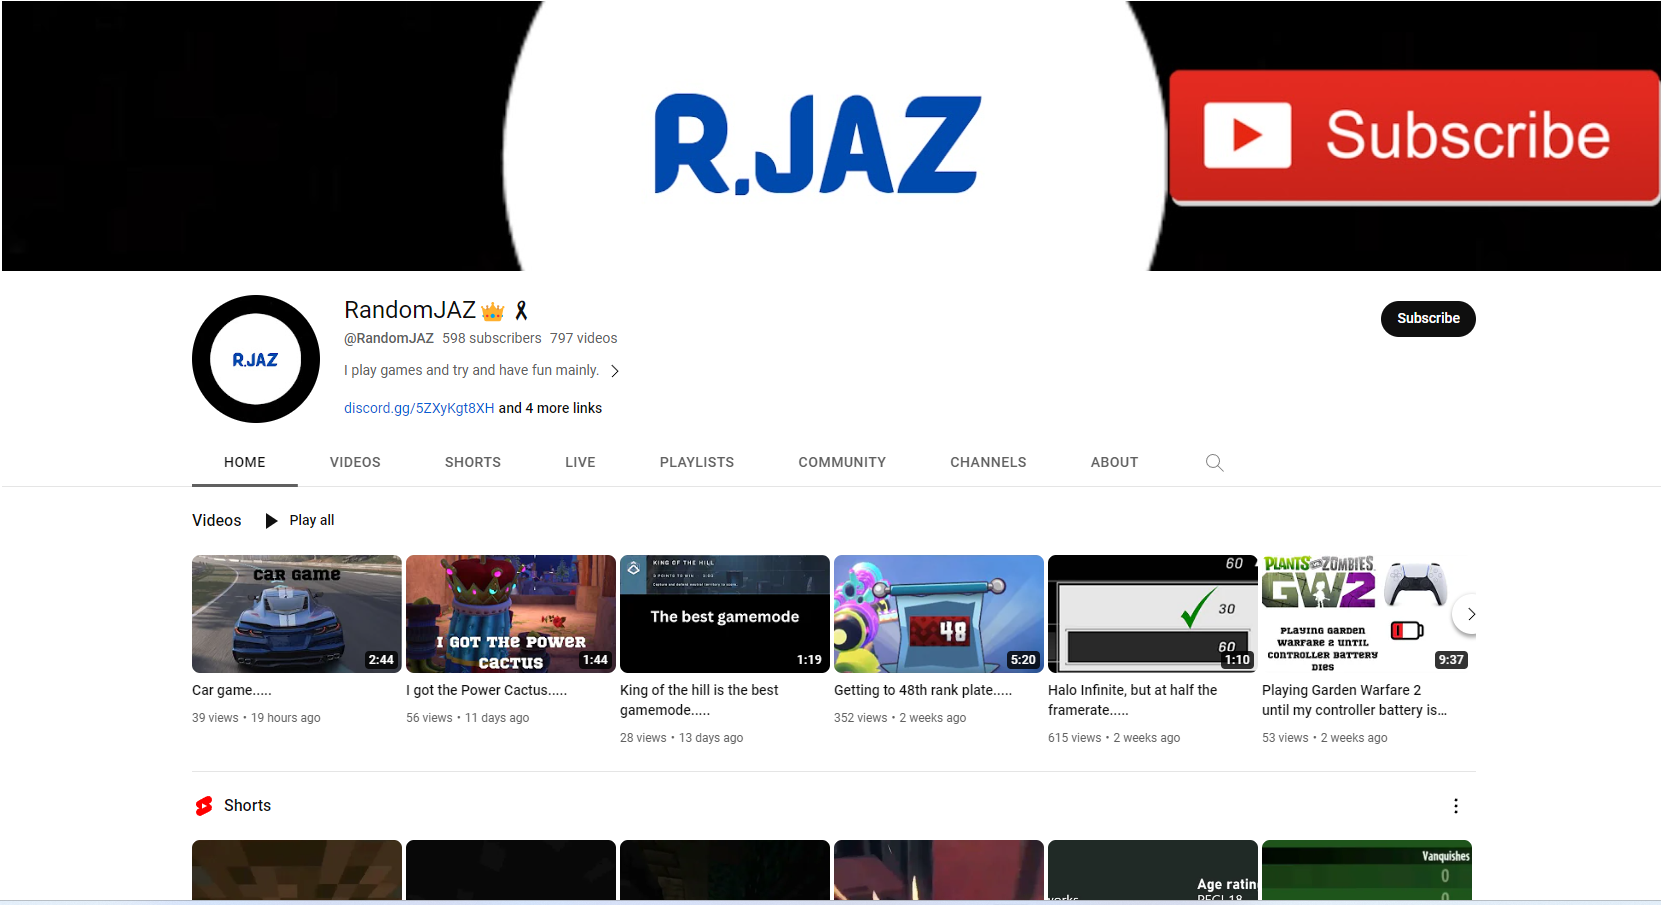 R.JAZ
Subscribe
R.JAZ
RandomJAZ
@RandomJAZ 598 subscribers 797 videos
I play games and try and have fun mainly.
discord.gg/5ZXyKgt8XH and 4 more links
Subscribe
HOME VIDEOS SHORTS LIVE PLAYLISTS COMMUNITY CHANNELS ABOUT
Videos Play all
CAR GAME
2:44
I GOT THE POWER
CACTUS
1:44
KING OF THE HILL
The best gamemode
1:19
48
5:20
60
30
60
1:10
PLANTS VS ZOMBIES
GW2
PLAYING GARDEN
WARFARE 2 UNTIL
CONTROLLER BATTERY
DIES
9:37
Car game.....
39 views • 19 hours ago
I got the Power Cactus.....
56 views • 11 days ago
King of the hill is the best
gamemode.....
28 views • 13 days ago
Getting to 48th rank plate.....
352 views • 2 weeks ago
Halo Infinite, but at half the
framerate.....
615 views • 2 weeks ago
Playing Garden Warfare 2
until my controller battery is...
53 views • 2 weeks ago
Shorts
Age ratin
Vanquishes
0